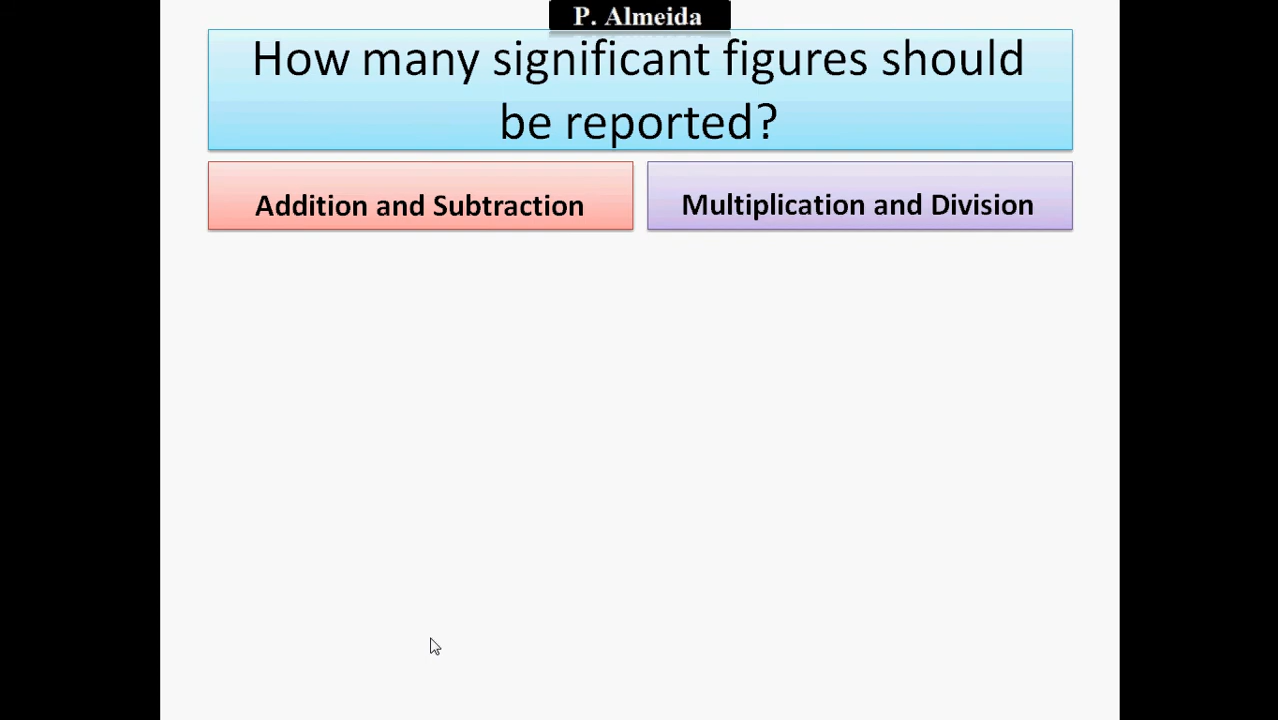 P. Almeida
How many significant figures should
be reported?
Addition and Subtraction
Multiplication and Division